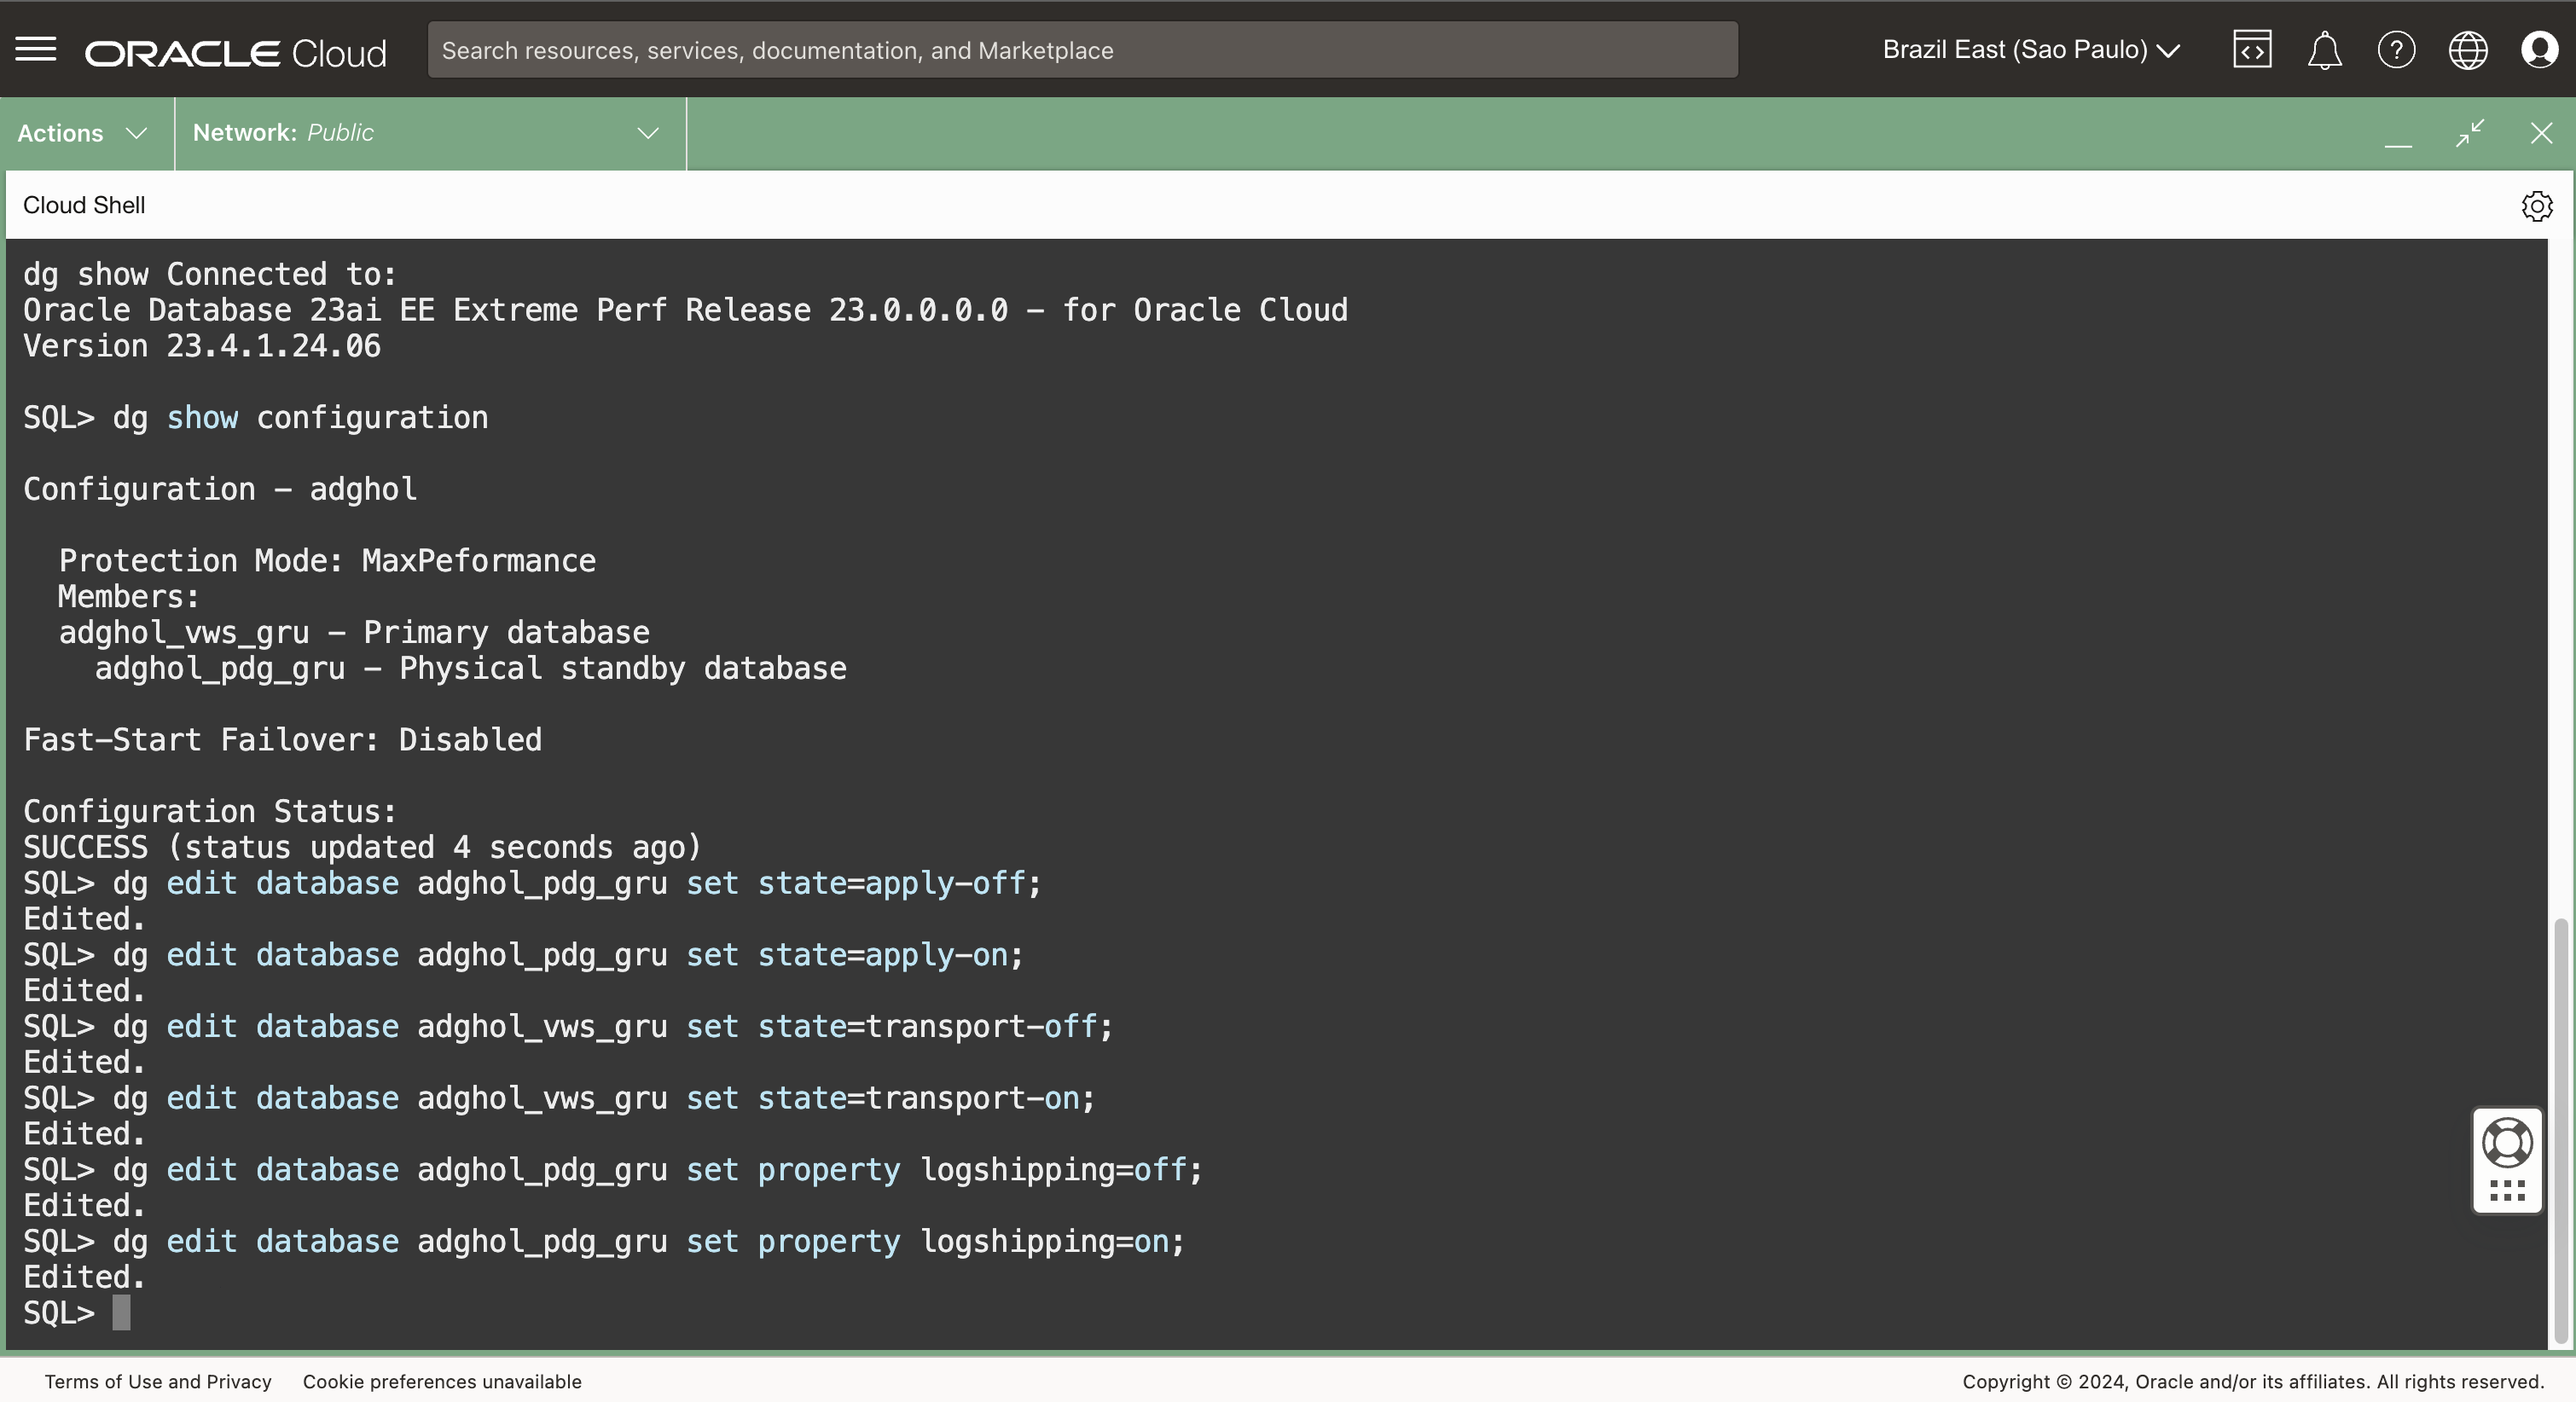 ORACLE Cloud
Search resources, services, documentation, and Marketplace
Brazil East (Sao Paulo)
Actions
Network: Public
Cloud Shell
dg show Connected to:
Oracle Database 23ai EE Extreme Perf Release 23.0.0.0.0 – for Oracle Cloud
Version 23.4.1.24.06
SQL> dg show configuration
Configuration – adghol
Protection Mode: MaxPeformance
Members:
adghol_vws_gru – Primary database
adghol_pdg_gru – Physical standby database
Fast-Start Failover: Disabled
Configuration Status:
SUCCESS (status updated 4 seconds ago)
SQL> dg edit database adghol_pdg_gru set state=apply-off;
Edited.
SQL> dg edit database adghol_pdg_gru set state=apply-on;
Edited.
SQL> dg edit database adghol_vws_gru set state=transport-off;
Edited.
SQL> dg edit database adghol_vws_gru set state=transport-on;
Edited.
SQL> dg edit database adghol_pdg_gru set property logshipping=off;
Edited.
SQL> dg edit database adghol_pdg_gru set property logshipping=on;
Edited.
SQL>
Terms of Use and Privacy
Cookie preferences unavailable
Copyright © 2024, Oracle and/or its affiliates. All rights reserved.